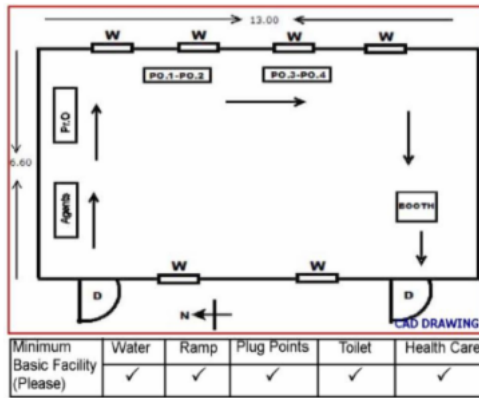 13.00
W W W W
PO.1-PO.2 PO.3-PO.4
Pr.O
6.60
Agents
BOOTH
W W
D D
N
CAD DRAWING
Minimum Basic Facility (Please) Water Ramp Plug Points Toilet Health Care
✓ ✓ ✓ ✓ ✓